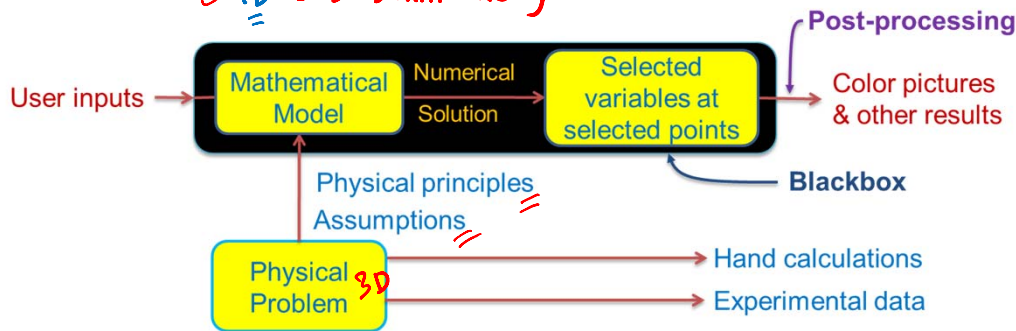 Post-processing
User inputs
Mathematical
Model
Numerical
Solution
Selected
variables at
selected points
Color pictures
& other results
Physical principles
Assumptions
Blackbox
Physical
Problem
3D
Hand calculations
Experimental data